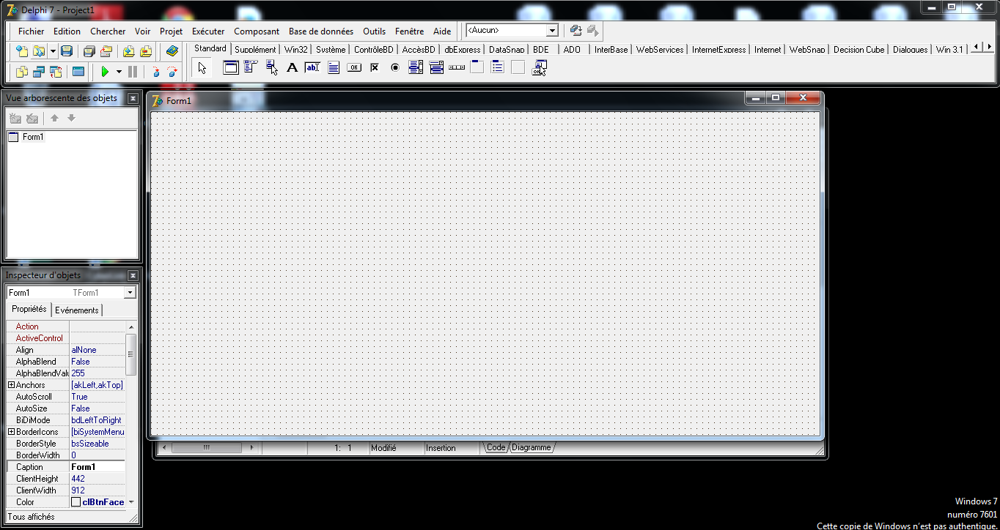 Delphi 7 - Project1
Fichier Edition Chercher Voir Projet Exécuter Composant Base de données Outils Fenêtre Aide <Aucun>
Standard Supplément Win32 Système ContrôleBD AccèsBD dbExpress DataSnap BDE ADO InterBase WebServices InternetExpress Internet WebSnap Decision Cube Dialogues Win 3.1
Vue arborescente des objets
Form1
Form1
Inspecteur d'objets
Form1 TForm1
Propriétés Evénements
Action
ActiveControl
Align alNone
AlphaBlend False
AlphaBlendValu 255
Anchors [akLeft,akTop]
AutoScroll True
AutoSize False
BiDiMode bdLeftToRight
BorderIcons [biSystemMenu
BorderStyle bsSizeable
BorderWidth 0
Caption Form1
ClientHeight 442
ClientWidth 912
Color clBtnFace
Tous affichés
1: 1 Modifié Insertion Code Diagramme
Windows 7
numéro 7601
Cette copie de Windows n'est pas authentique.